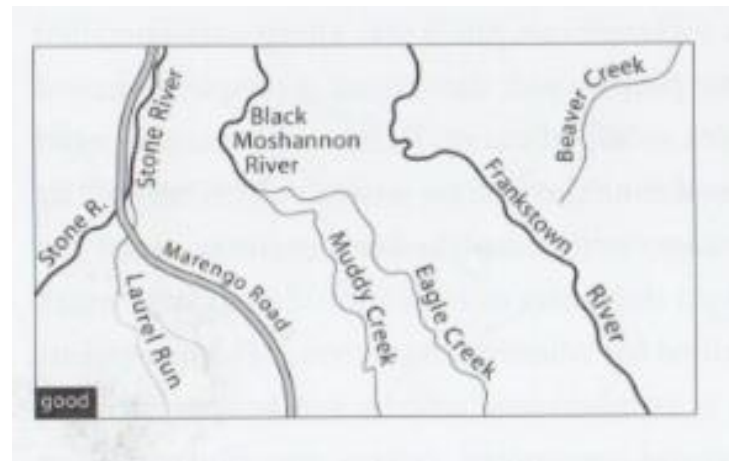 Stone River
Stone R.
Laurel Run
Marengo Road
Black
Moshannon
River
Muddy Creek
Eagle Creek
Frankstown
River
Beaver Creek
good